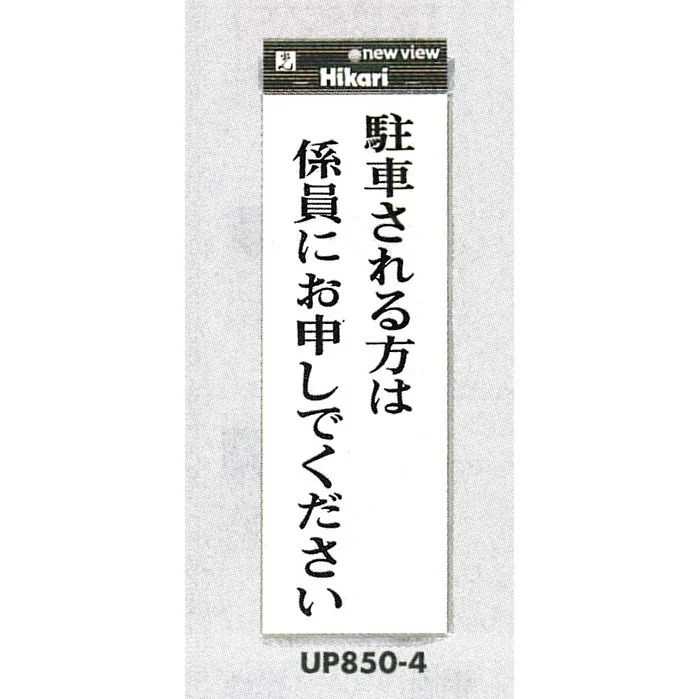 光
new view
Hikari
駐車される方は
係員にお申しでください
UP850-4